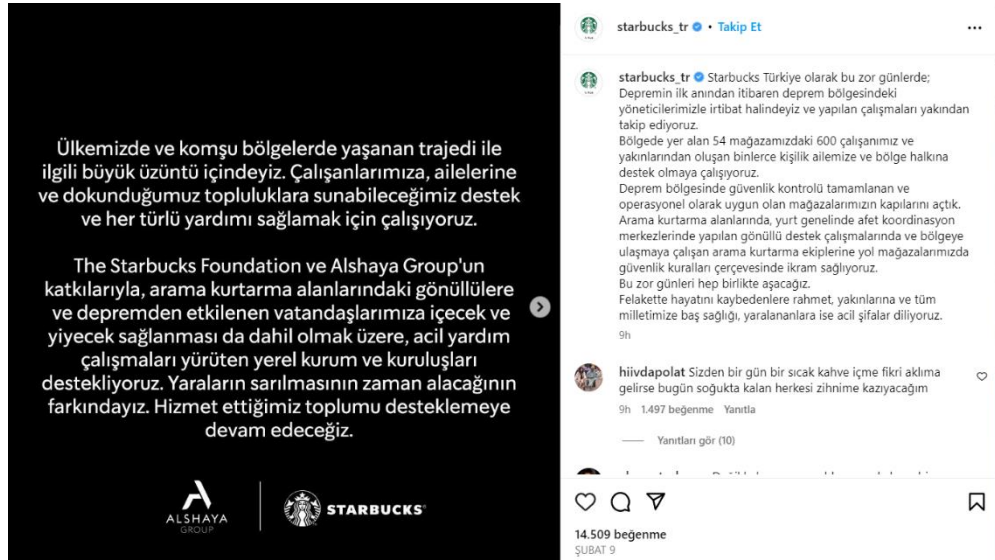 Ülkemizde ve komşu bölgelerde yaşanan trajedi ile
ilgili büyük üzüntü içindeyiz. Çalışanlarımıza, ailelerine
ve dokunduğumuz topluluklara sunabileceğimiz destek
ve her türlü yardımı sağlamak için çalışıyoruz.
The Starbucks Foundation ve Alshaya Group'un
katkılarıyla, arama kurtarma alanlarındaki gönüllülere
ve depremden etkilenen vatandaşlarımıza içecek ve
yiyecek sağlanması da dahil olmak üzere, acil yardım
çalışmaları yürüten yerel kurum ve kuruluşları
destekliyoruz. Yaraların sarılmasının zaman alacağının
farkındayız. Hizmet ettiğimiz toplumu desteklemeye
devam edeceğiz.
ALSHAYA
GROUP
STARBUCKS®
starbucks_tr • Takip Et
starbucks_tr Starbucks Türkiye olarak bu zor günlerde;
Depremin ilk anından itibaren deprem bölgesindeki
yöneticilerimizle irtibat halindeyiz ve yapılan çalışmaları yakından
takip ediyoruz.
Bölgede yer alan 54 mağazamızdaki 600 çalışanımız ve
yakınlarından oluşan binlerce kişilik ailemize ve bölge halkına
destek olmaya çalışıyoruz.
Deprem bölgesinde güvenlik kontrolü tamamlanan ve
operasyonel olarak uygun olan mağazalarımızın kapılarını açtık.
Arama kurtarma alanlarında, yurt genelinde afet koordinasyon
merkezlerinde yapılan gönüllü destek çalışmalarında ve bölgeye
ulaşmaya çalışan arama kurtarma ekiplerine yol mağazalarımızda
güvenlik kuralları çerçevesinde ikram sağlıyoruz.
Bu zor günleri hep birlikte aşacağız.
Felakette hayatını kaybedenlere rahmet, yakınlarına ve tüm
milletimize baş sağlığı, yaralananlara ise acil şifalar diliyoruz.
9h
hiivdapolat Sizden bir gün bir sıcak kahve içme fikri aklıma
gelirse bugün soğukta kalan herkesi zihnime kazıyacağım
9h 1.497 beğenme Yanıtla
Yanıtları gör (10)
14.509 beğenme
ŞUBAT 9